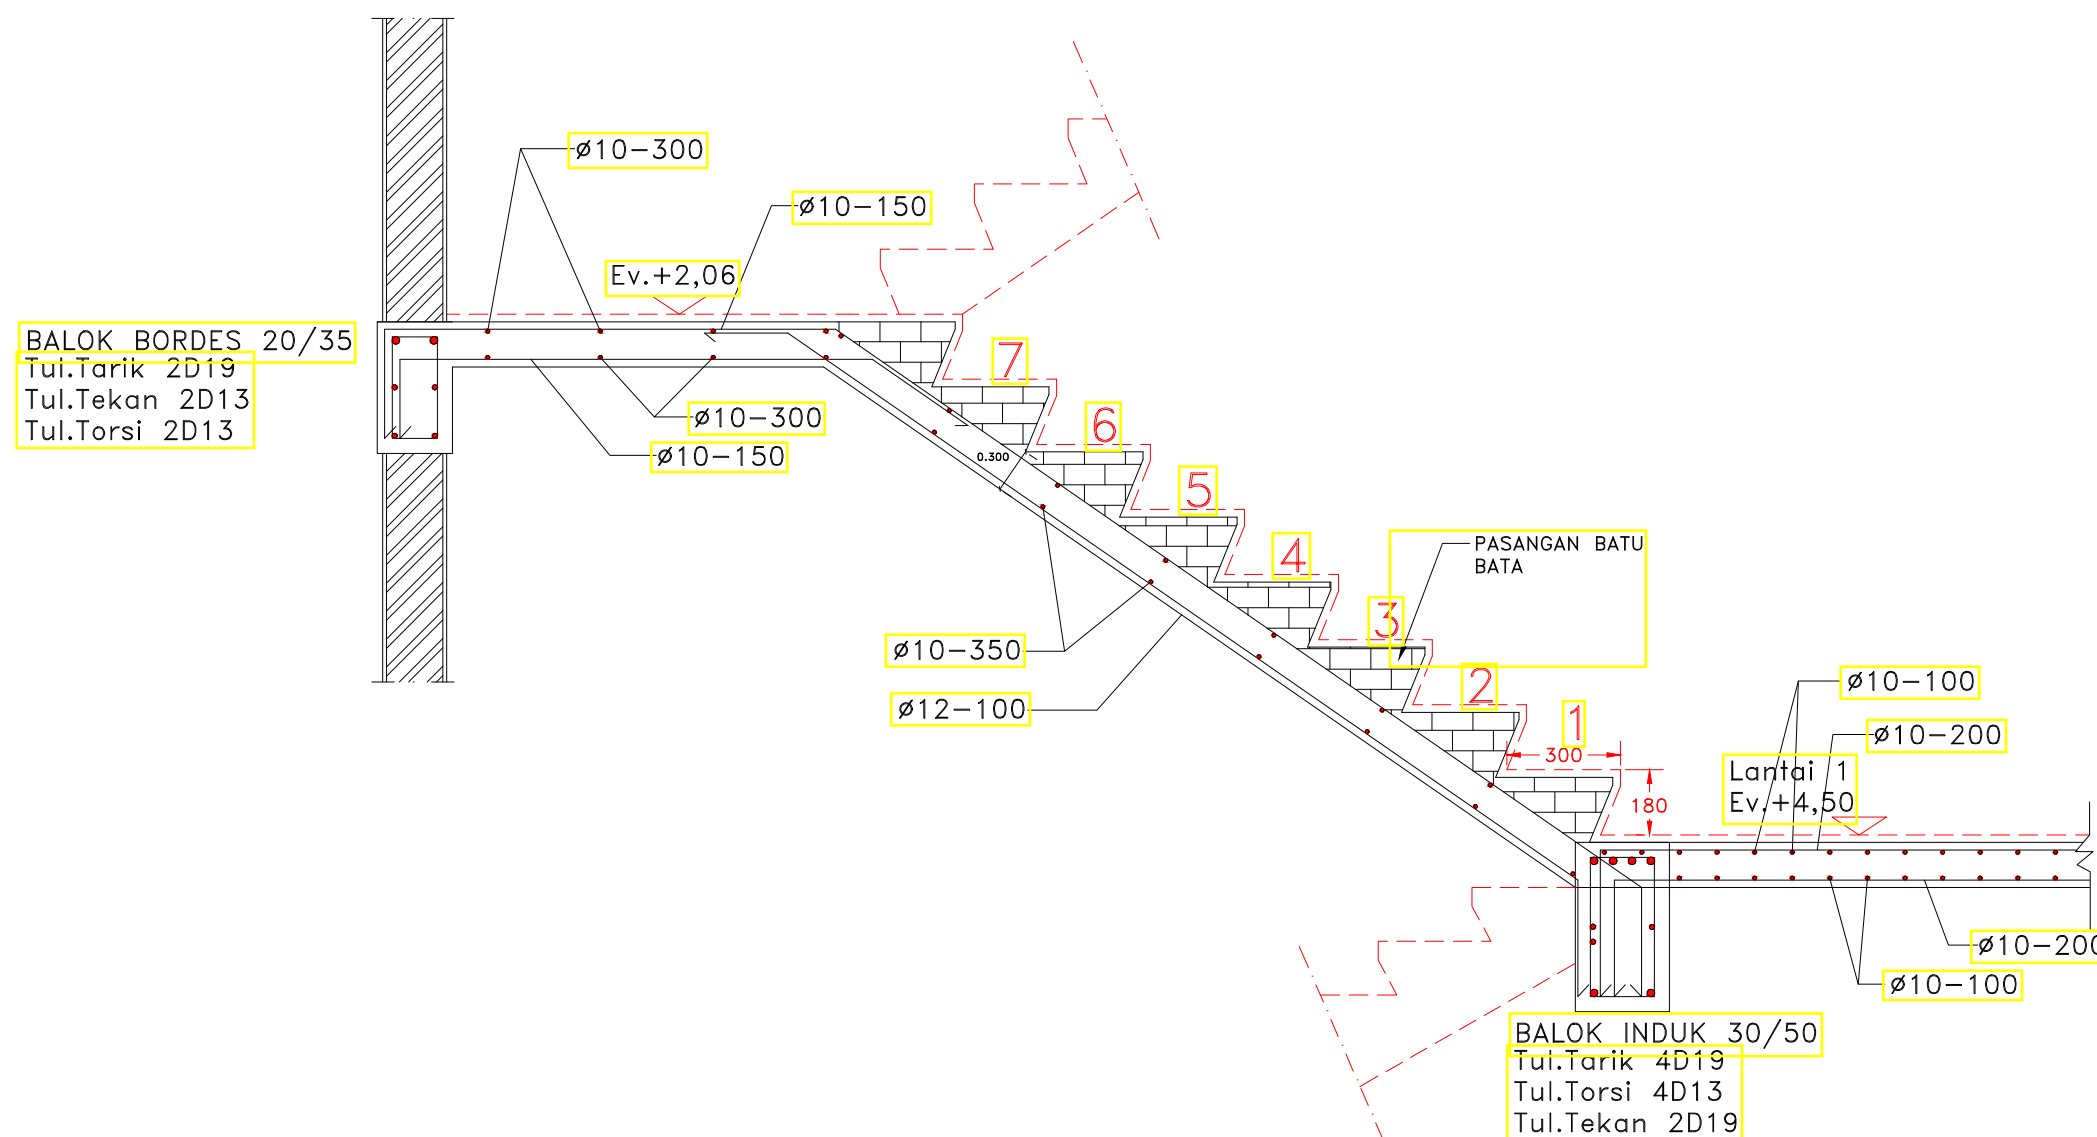 ø10-300
ø10-150
Ev.+2,06
BALOK BORDES 20/35
Tul.Tarik 2D19
Tul.Tekan 2D13
Tul.Torsi 2D13
7
ø10-300
6
ø10-150
0.300
5
4
PASANGAN BATU
BATA
3
ø10-350
2
ø10-100
ø12-100
1
ø10-200
300
Lantai 1
Ev.+4,50
180
ø10-200
ø10-100
BALOK INDUK 30/50
Tul.Tarik 4D19
Tul.Torsi 4D13
Tul.Tekan 2D19